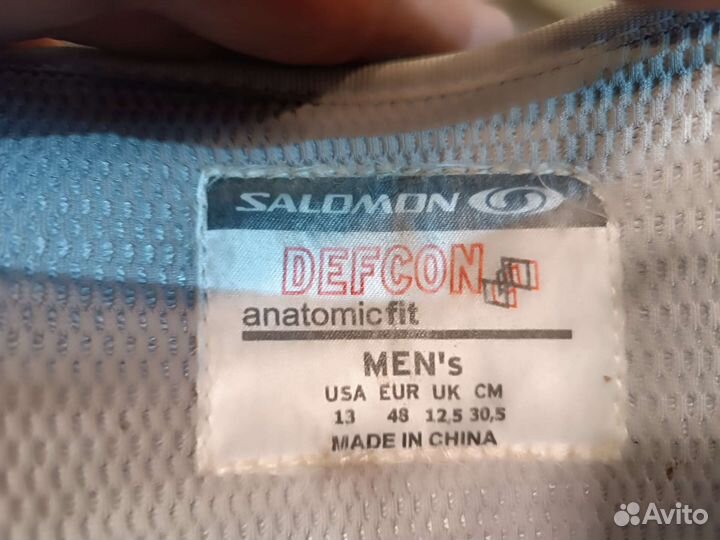 SALOMON
DEFCON
anatomicfit
MEN's
USA EUR UK CM
13 48 12,5 30,5
MADE IN CHINA
Avito